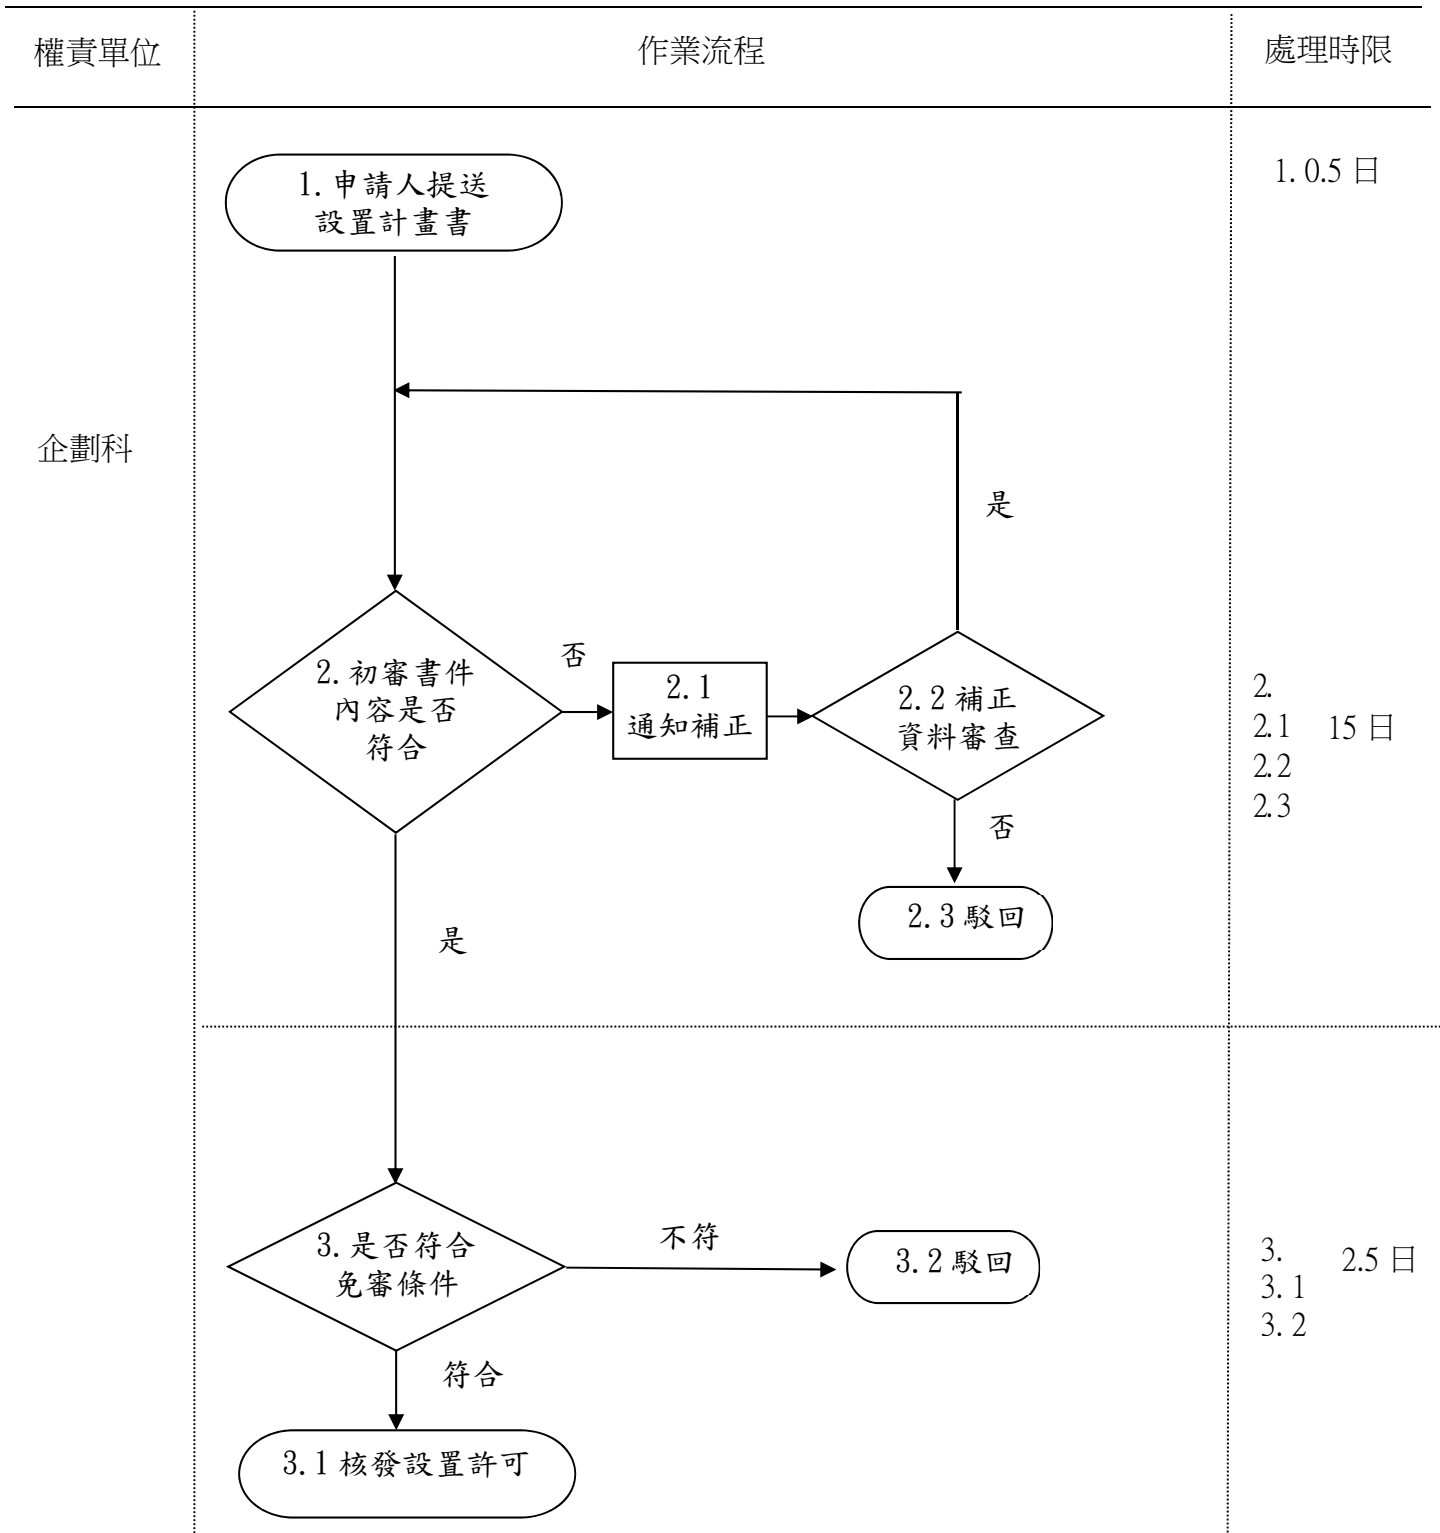 權責單位
作業流程
處理時限
1.申請人提送
設置計畫書
1. 0.5 日
企劃科
是
2.初審書件
內容是否
符合
否
2.1
通知補正
2.2 補正
資料審查
2.
2.1
15 日
2.2
2.3
否
2.3 駁回
是
3.是否符合
免審條件
不符
3.2 駁回
3.
2.5 日
3.1
3.2
符合
3.1 核發設置許可